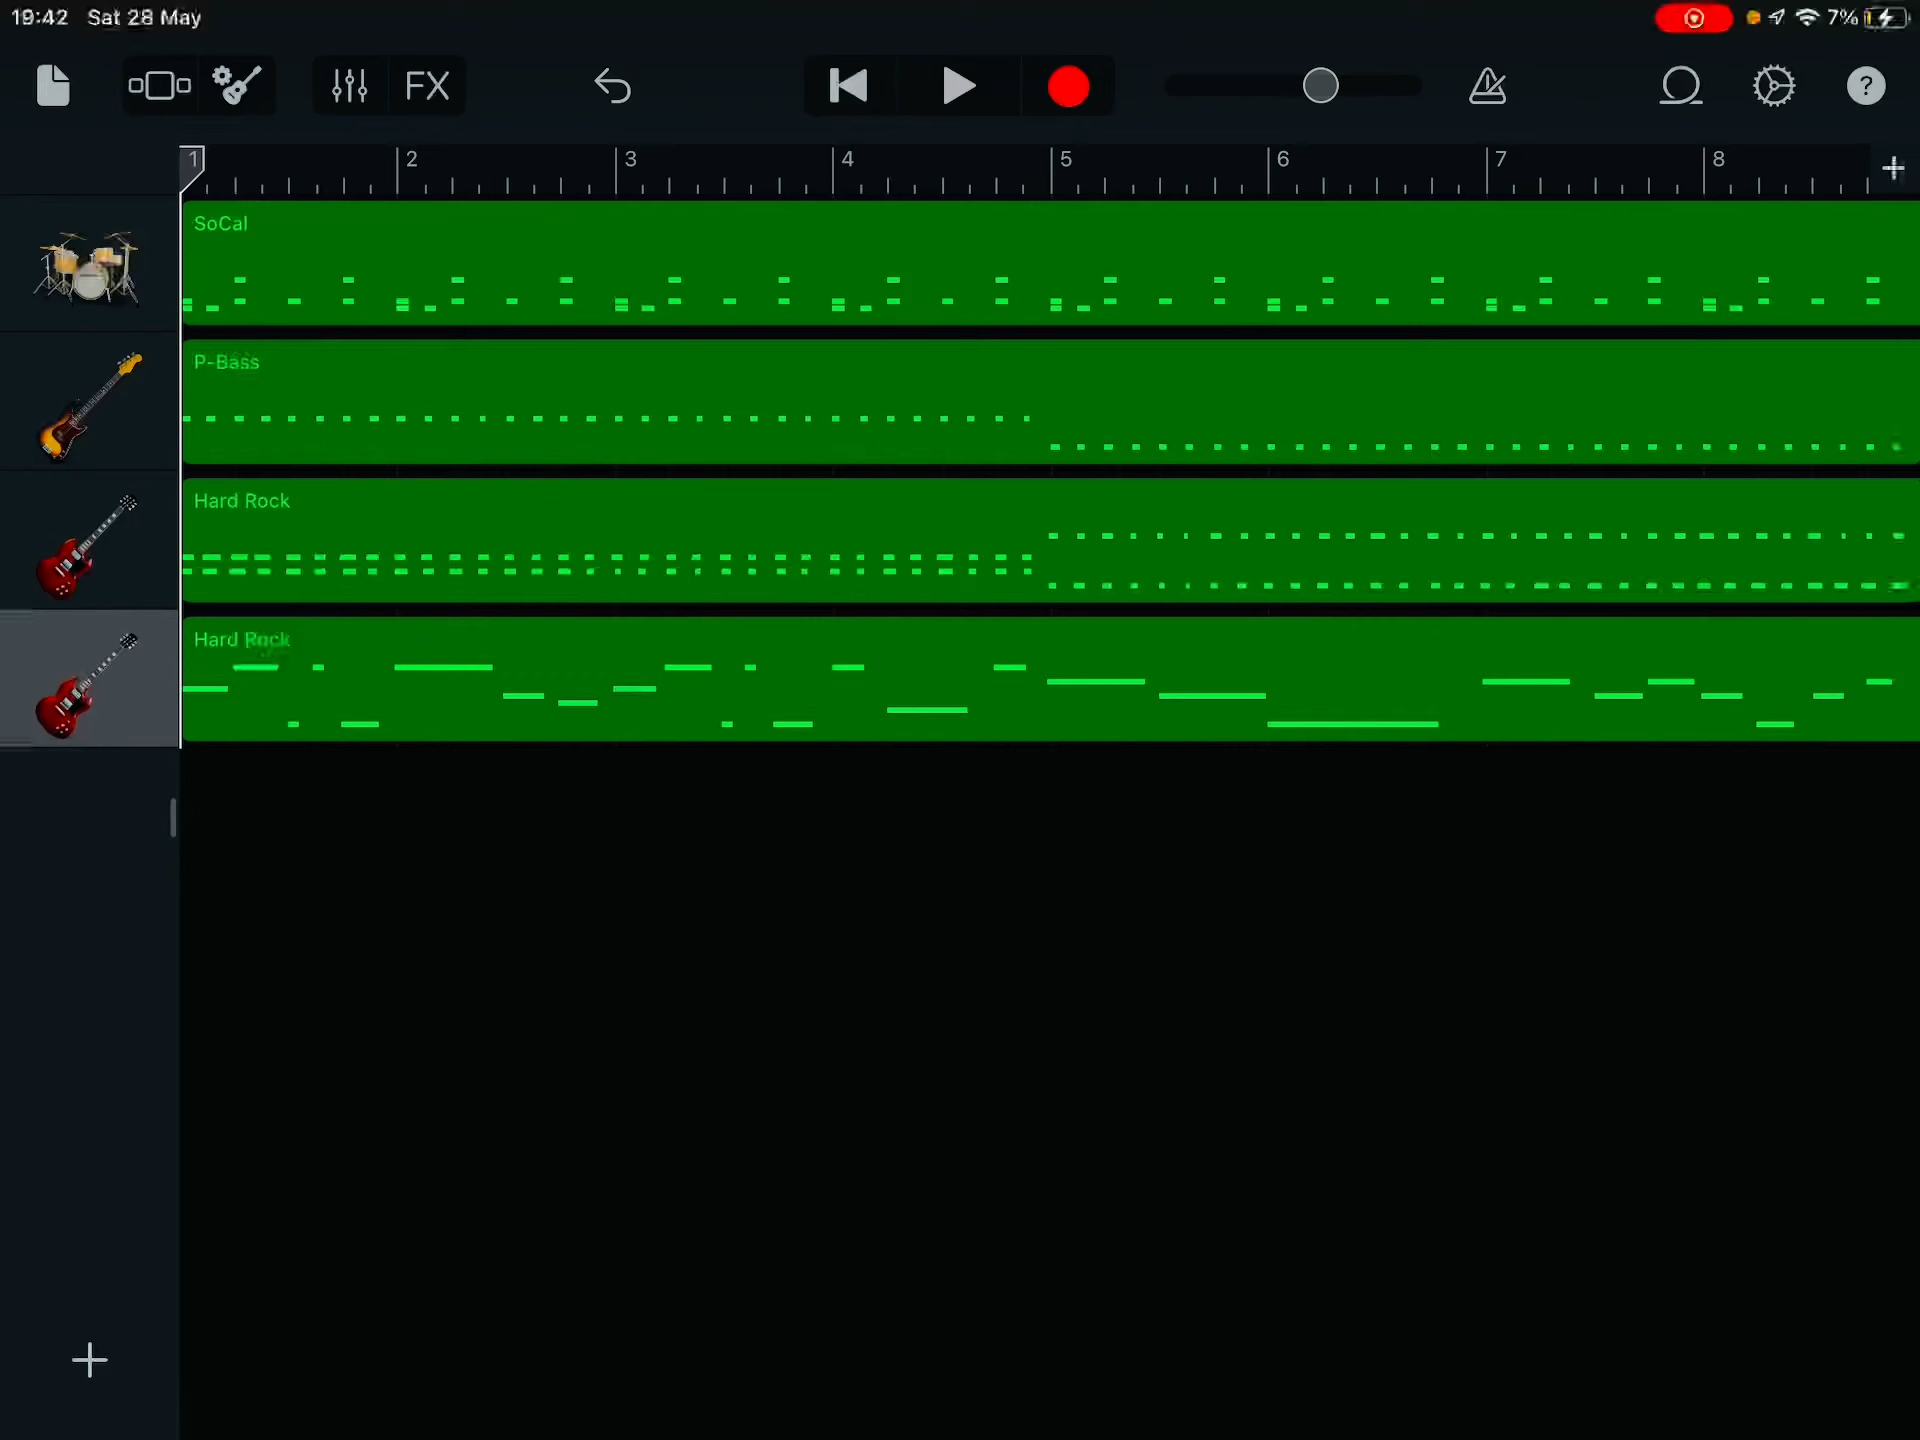 19:42 Sat 28 May 7%
FX ?
1 2 3 4 5 6 7 8
SoCal
P-Bass
Hard Rock
Hard Rock